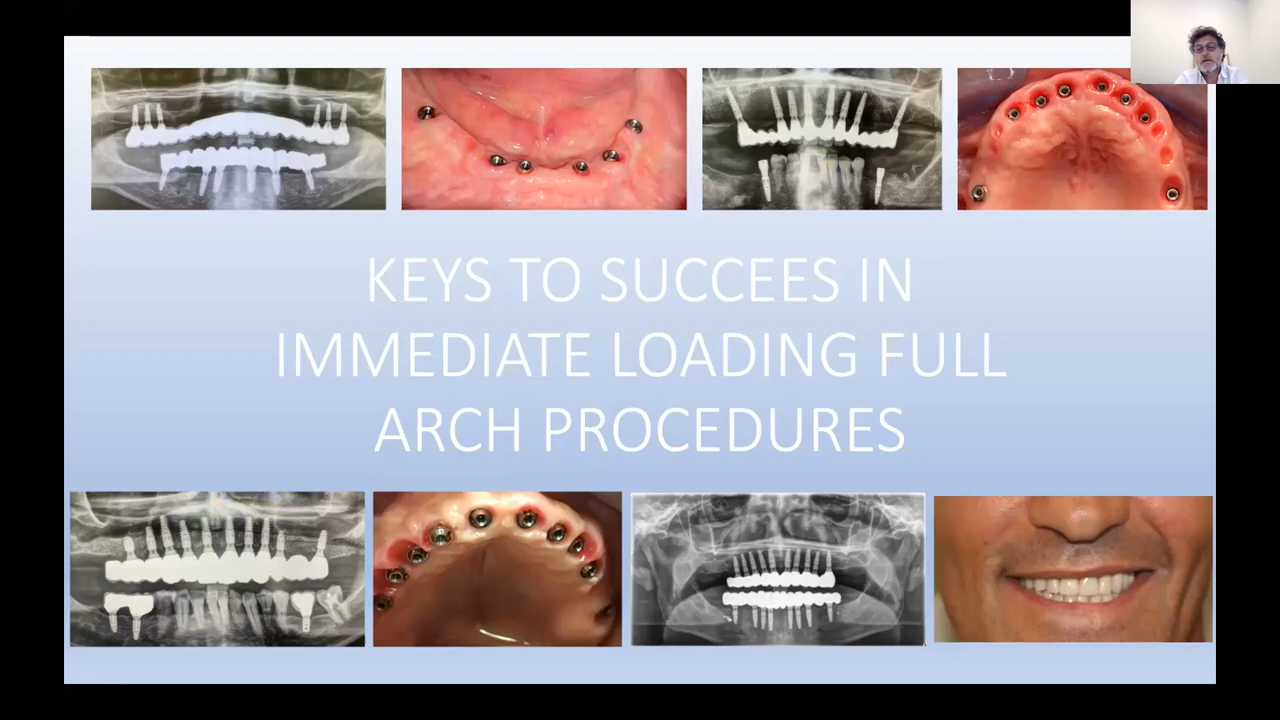 KEYS TO SUCCEES IN
IMMEDIATE LOADING FULL
ARCH PROCEDURES